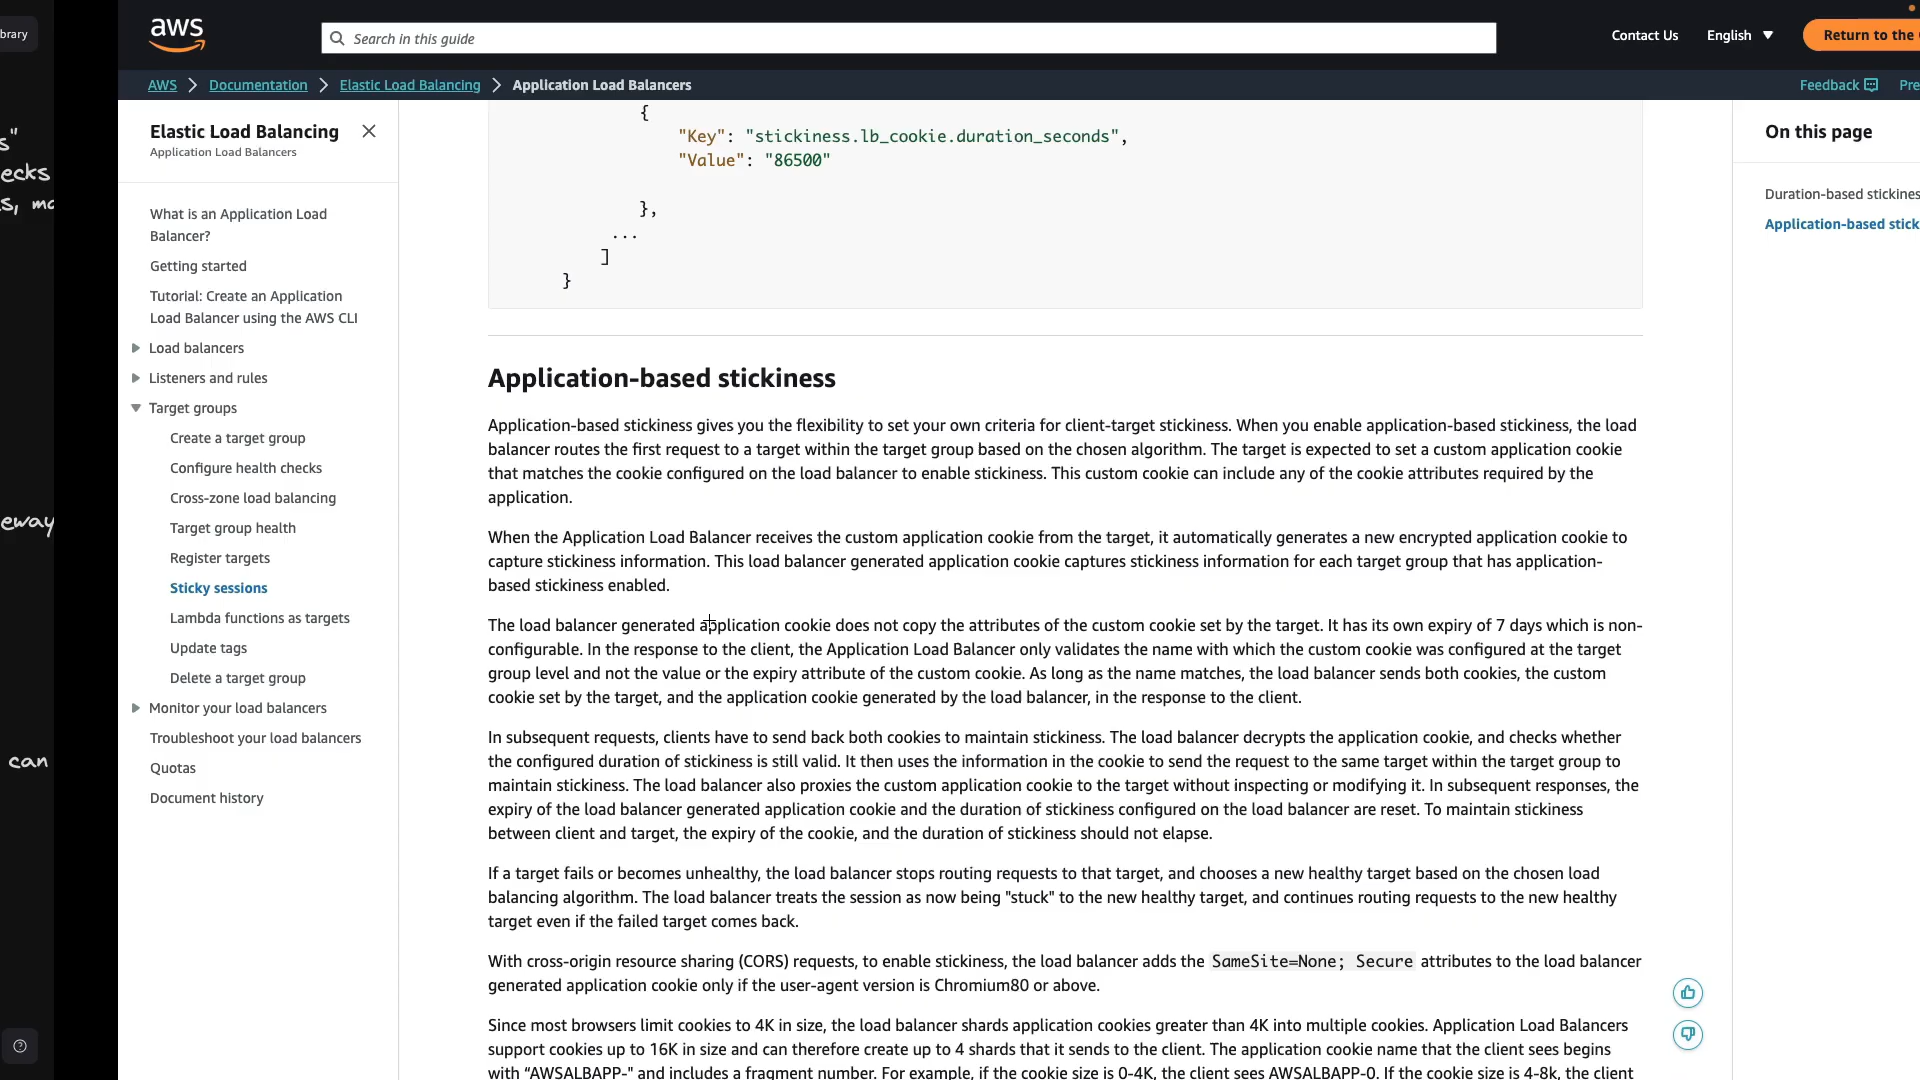 brary
s"
ecks
s, mo
eway
can
aws
Search in this guide
Contact Us
English
Return to the
AWS
Documentation
Elastic Load Balancing
Application Load Balancers
Feedback
Pre
Elastic Load Balancing
Application Load Balancers
What is an Application Load
Balancer?
Getting started
Tutorial: Create an Application
Load Balancer using the AWS CLI
Load balancers
Listeners and rules
Target groups
Create a target group
Configure health checks
Cross-zone load balancing
Target group health
Register targets
Sticky sessions
Lambda functions as targets
Update tags
Delete a target group
Monitor your load balancers
Troubleshoot your load balancers
Quotas
Document history
{
"Key": "stickiness.lb_cookie.duration_seconds",
"Value": "86500"
},
...
]
}
Application-based stickiness
Application-based stickiness gives you the flexibility to set your own criteria for client-target stickiness. When you enable application-based stickiness, the load
balancer routes the first request to a target within the target group based on the chosen algorithm. The target is expected to set a custom application cookie
that matches the cookie configured on the load balancer to enable stickiness. This custom cookie can include any of the cookie attributes required by the
application.
When the Application Load Balancer receives the custom application cookie from the target, it automatically generates a new encrypted application cookie to
capture stickiness information. This load balancer generated application cookie captures stickiness information for each target group that has application-
based stickiness enabled.
The load balancer generated application cookie does not copy the attributes of the custom cookie set by the target. It has its own expiry of 7 days which is non-
configurable. In the response to the client, the Application Load Balancer only validates the name with which the custom cookie was configured at the target
group level and not the value or the expiry attribute of the custom cookie. As long as the name matches, the load balancer sends both cookies, the custom
cookie set by the target, and the application cookie generated by the load balancer, in the response to the client.
In subsequent requests, clients have to send back both cookies to maintain stickiness. The load balancer decrypts the application cookie, and checks whether
the configured duration of stickiness is still valid. It then uses the information in the cookie to send the request to the same target within the target group to
maintain stickiness. The load balancer also proxies the custom application cookie to the target without inspecting or modifying it. In subsequent responses, the
expiry of the load balancer generated application cookie and the duration of stickiness configured on the load balancer are reset. To maintain stickiness
between client and target, the expiry of the cookie, and the duration of stickiness should not elapse.
If a target fails or becomes unhealthy, the load balancer stops routing requests to that target, and chooses a new healthy target based on the chosen load
balancing algorithm. The load balancer treats the session as now being "stuck" to the new healthy target, and continues routing requests to the new healthy
target even if the failed target comes back.
With cross-origin resource sharing (CORS) requests, to enable stickiness, the load balancer adds the SameSite=None; Secure attributes to the load balancer
generated application cookie only if the user-agent version is Chromium80 or above.
Since most browsers limit cookies to 4K in size, the load balancer shards application cookies greater than 4K into multiple cookies. Application Load Balancers
support cookies up to 16K in size and can therefore create up to 4 shards that it sends to the client. The application cookie name that the client sees begins
with “AWSALBAPP-" and includes a fragment number. For example, if the cookie size is 0-4K, the client sees AWSALBAPP-0. If the cookie size is 4-8k, the client
On this page
Duration-based stickines
Application-based stick